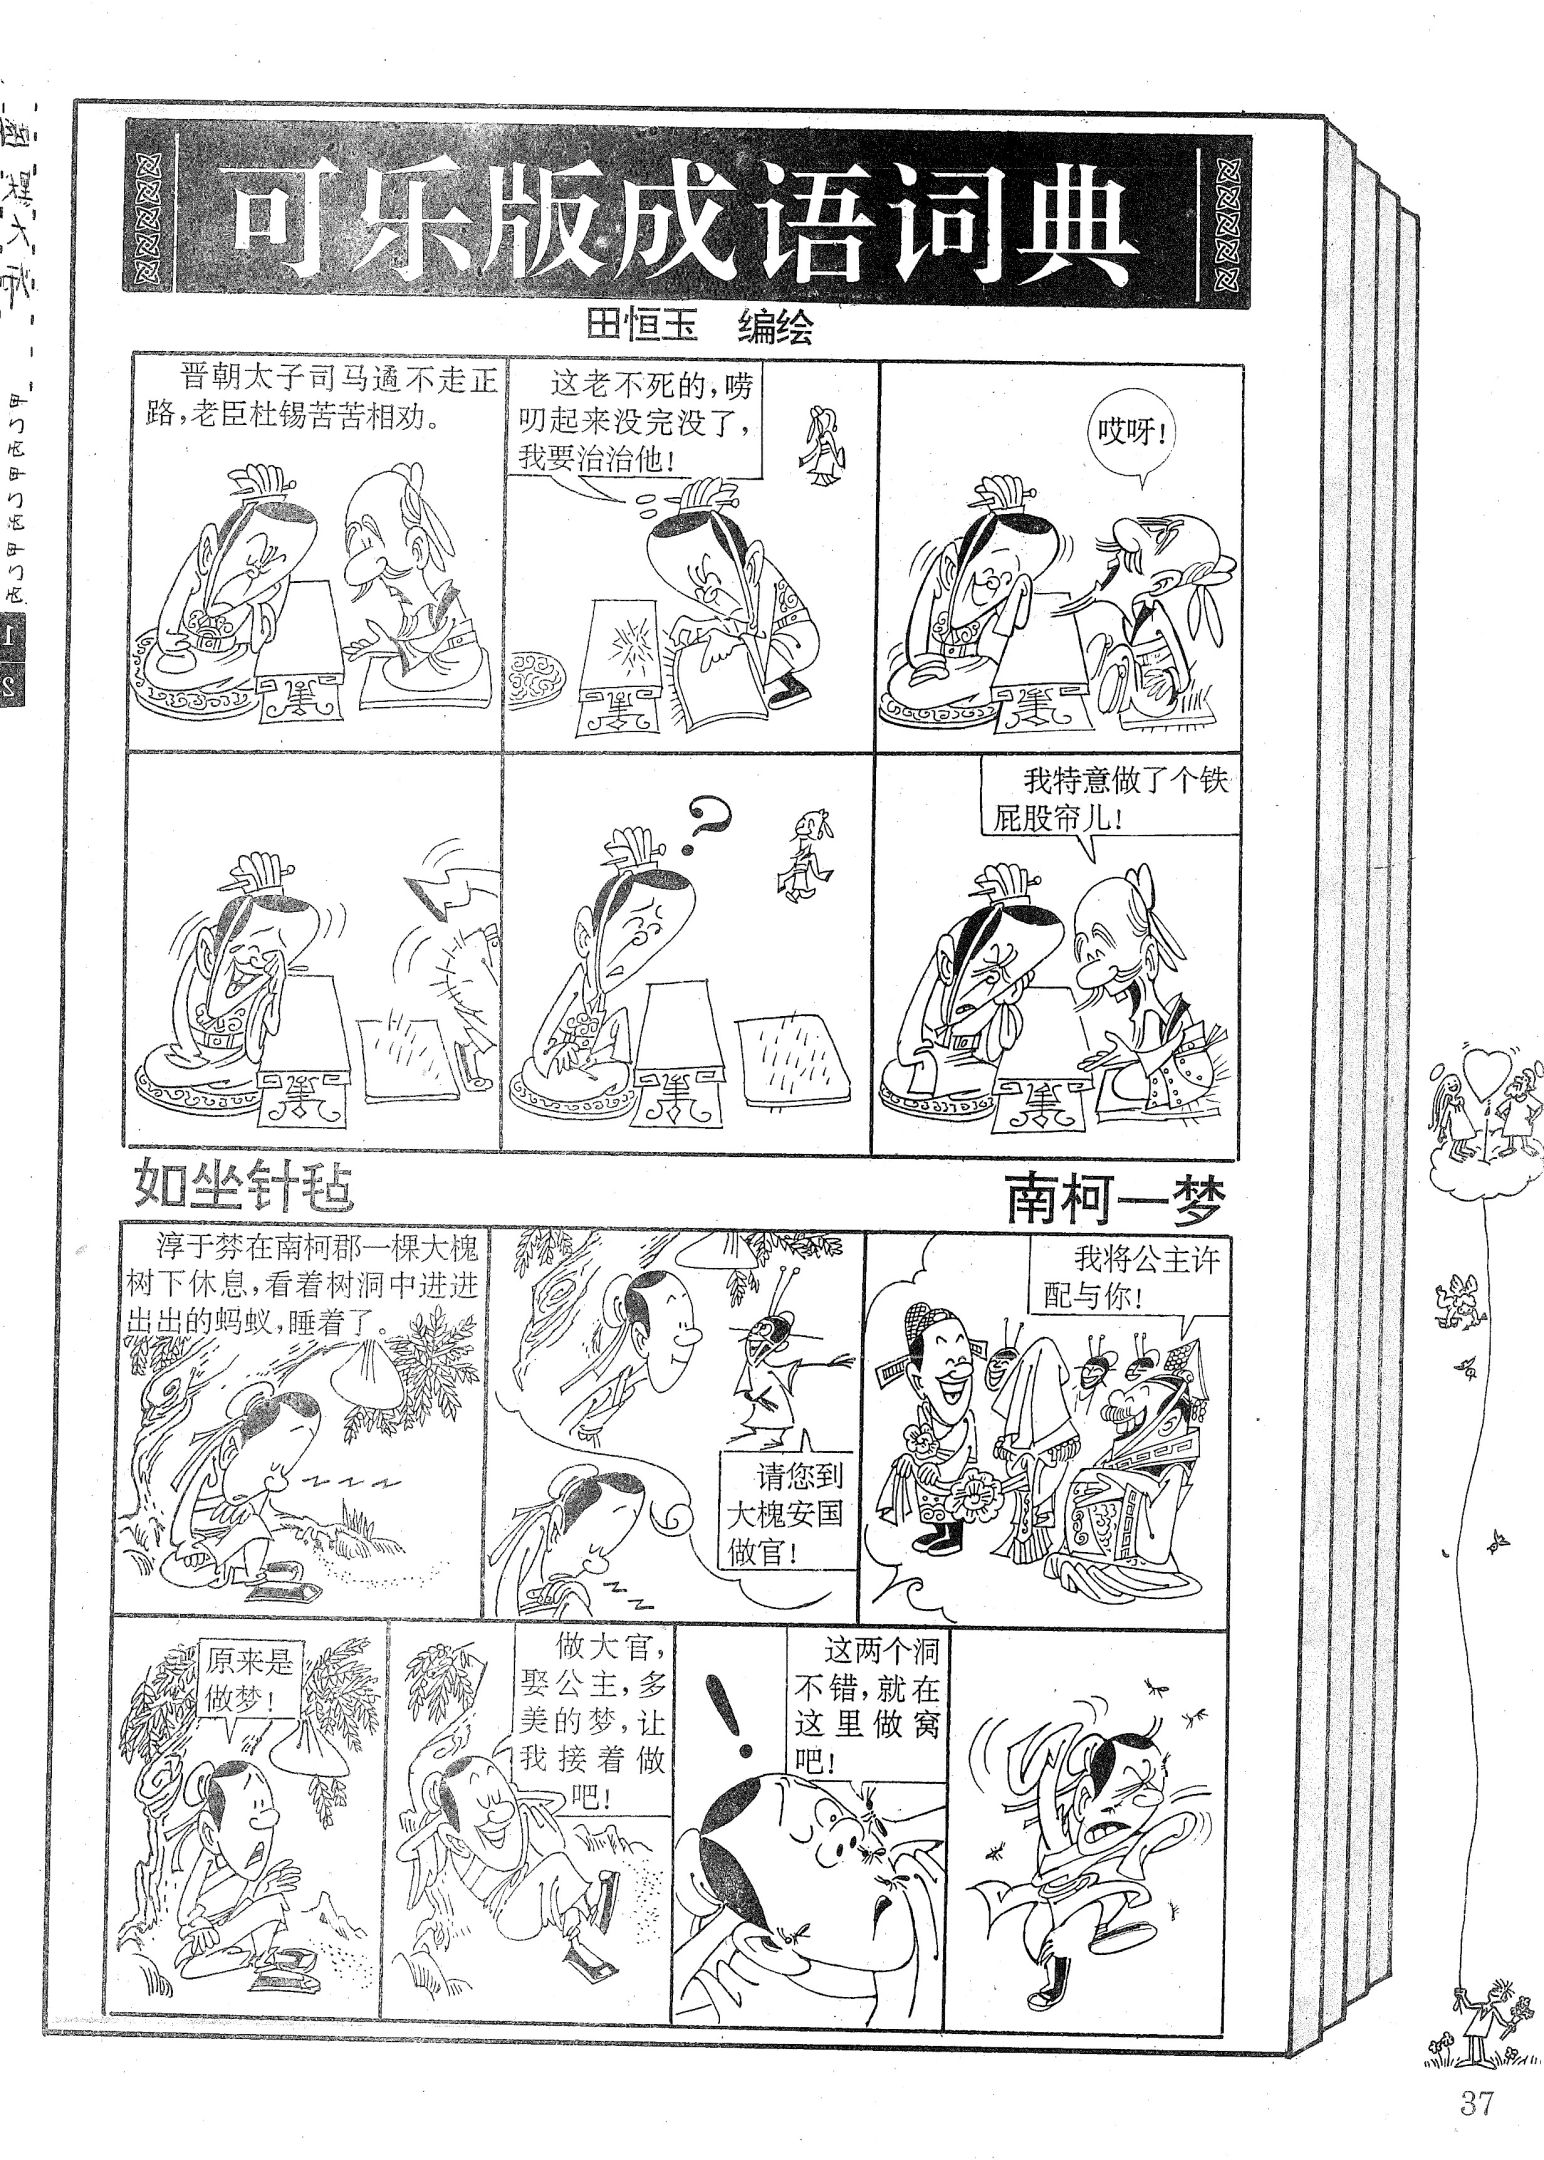 可乐版成语词典
田恒玉 编绘
晋朝太子司马遹不走正
路，老臣杜锡苦苦相劝。
这老不死的，唠
叨起来没完没了，
我要治治他！
哎呀！
?
我特意做了个铁
屁股帘儿！
如坐针毡
南柯一梦
淳于棼在南柯郡一棵大槐
树下休息，看着树洞中进进
出出的蚂蚁，睡着了。
请您到
大槐安国
做官！
我将公主许
配与你！
原来是
做梦！
做大官，
娶公主，多
美的梦，让
我接着做
吧！
!
这两个洞
不错，就在
这里做窝
吧！
37